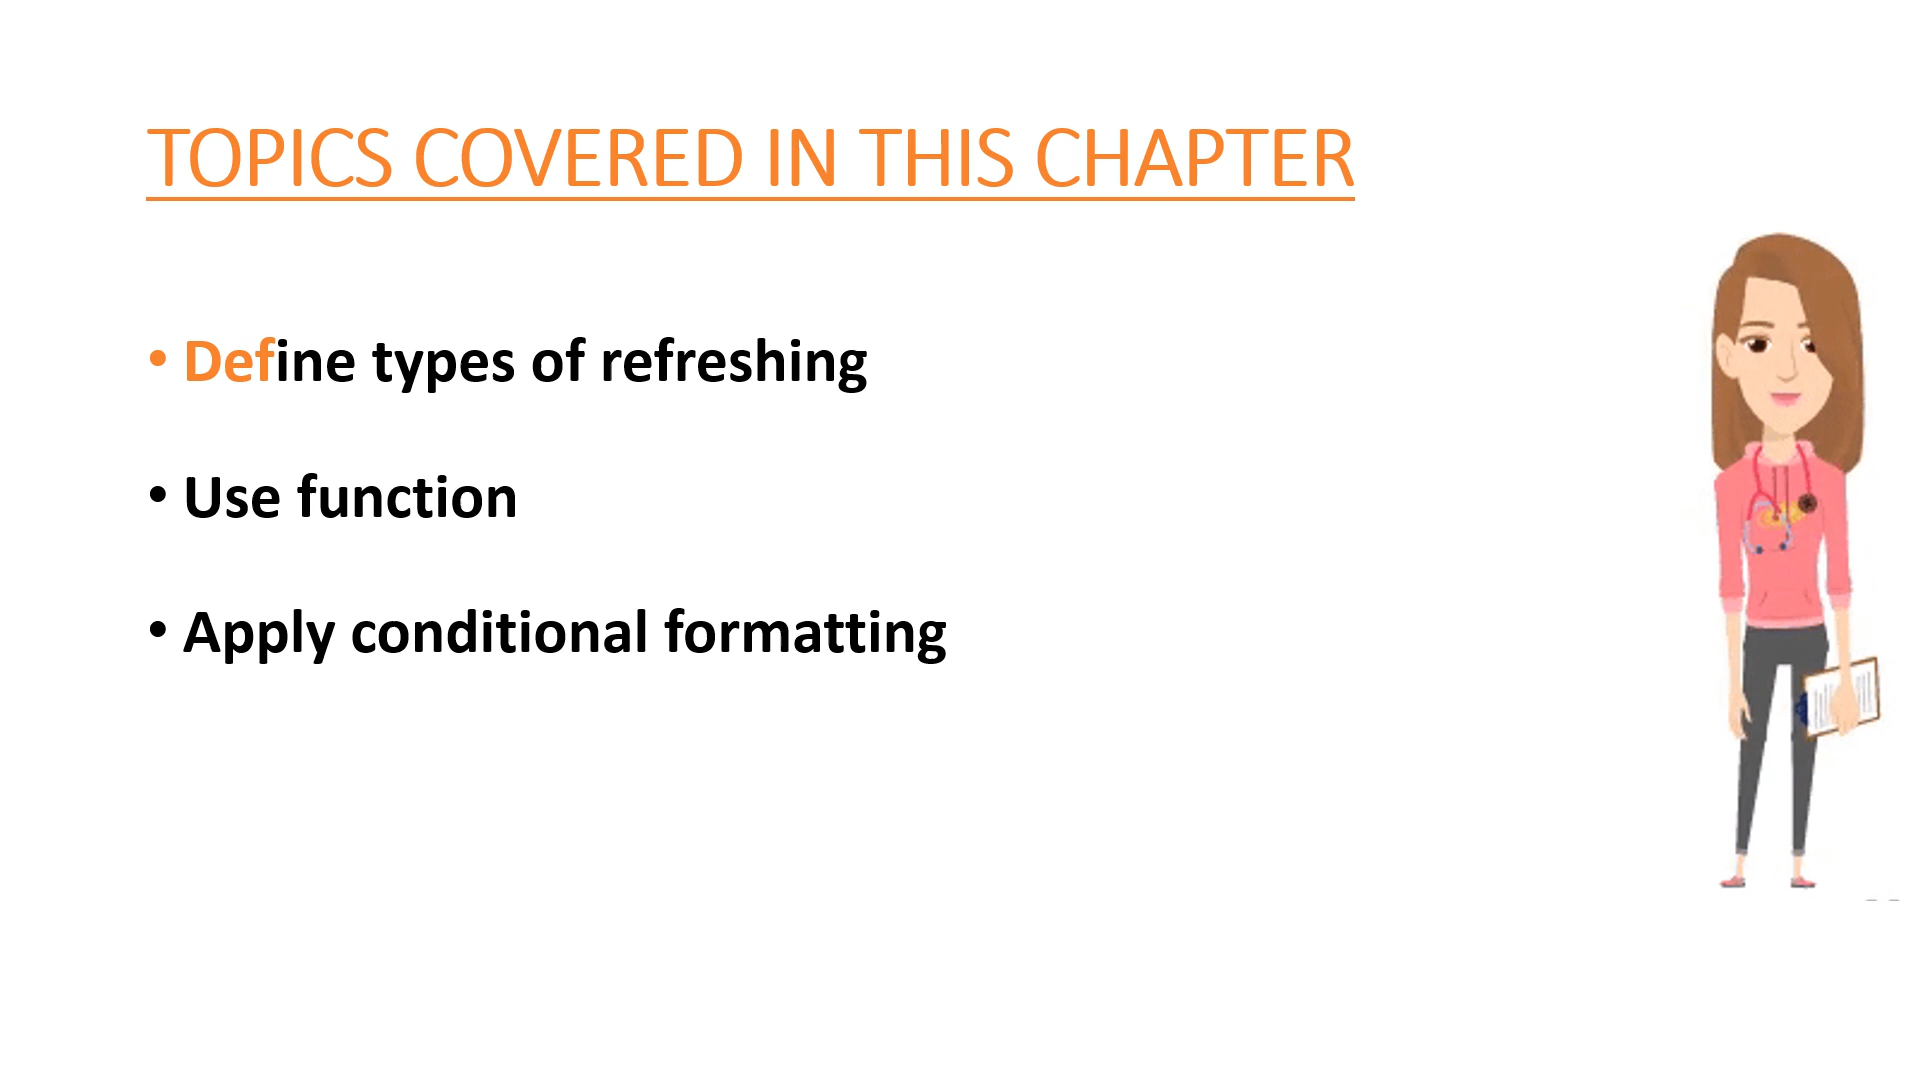 TOPICS COVERED IN THIS CHAPTER
• Define types of refreshing
• Use function
• Apply conditional formatting